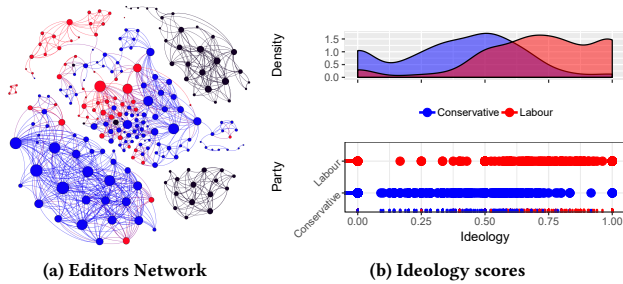 Density
1.5
1.0
0.5
0.0
Conservative Labour
Party
Labour
Conservative
0.00 0.25 0.50 0.75 1.00
Ideology
(a) Editors Network
(b) Ideology scores